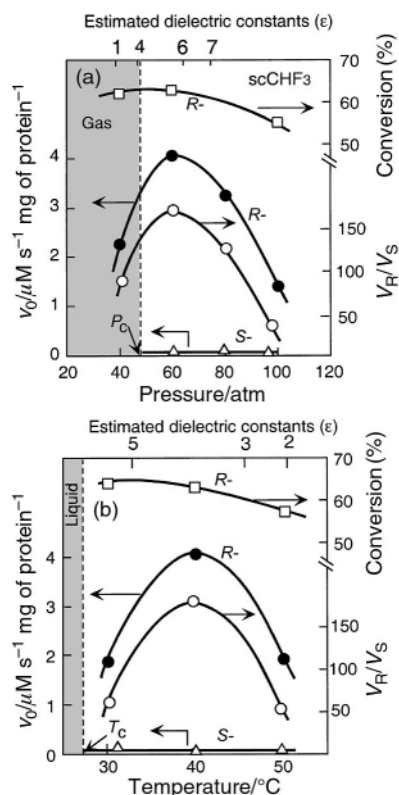 Estimated dielectric constants (ε)
1 4 6 7
(a)
scCHF3
R-
Gas
R-
R-
PC
S-
4
3
2
1
0
v0/μM s−1 mg of protein−1
70
60
50
Conversion (%)
150
100
50
VR/VS
20 40 60 80 100 120
Pressure/atm
Estimated dielectric constants (ε)
5 3 2
Liquid
(b)
R-
R-
TC
S-
4
3
2
1
0
v0/μM s−1 mg of protein−1
70
60
50
Conversion (%)
150
100
50
VR/VS
30 40 50
Temperature/°C